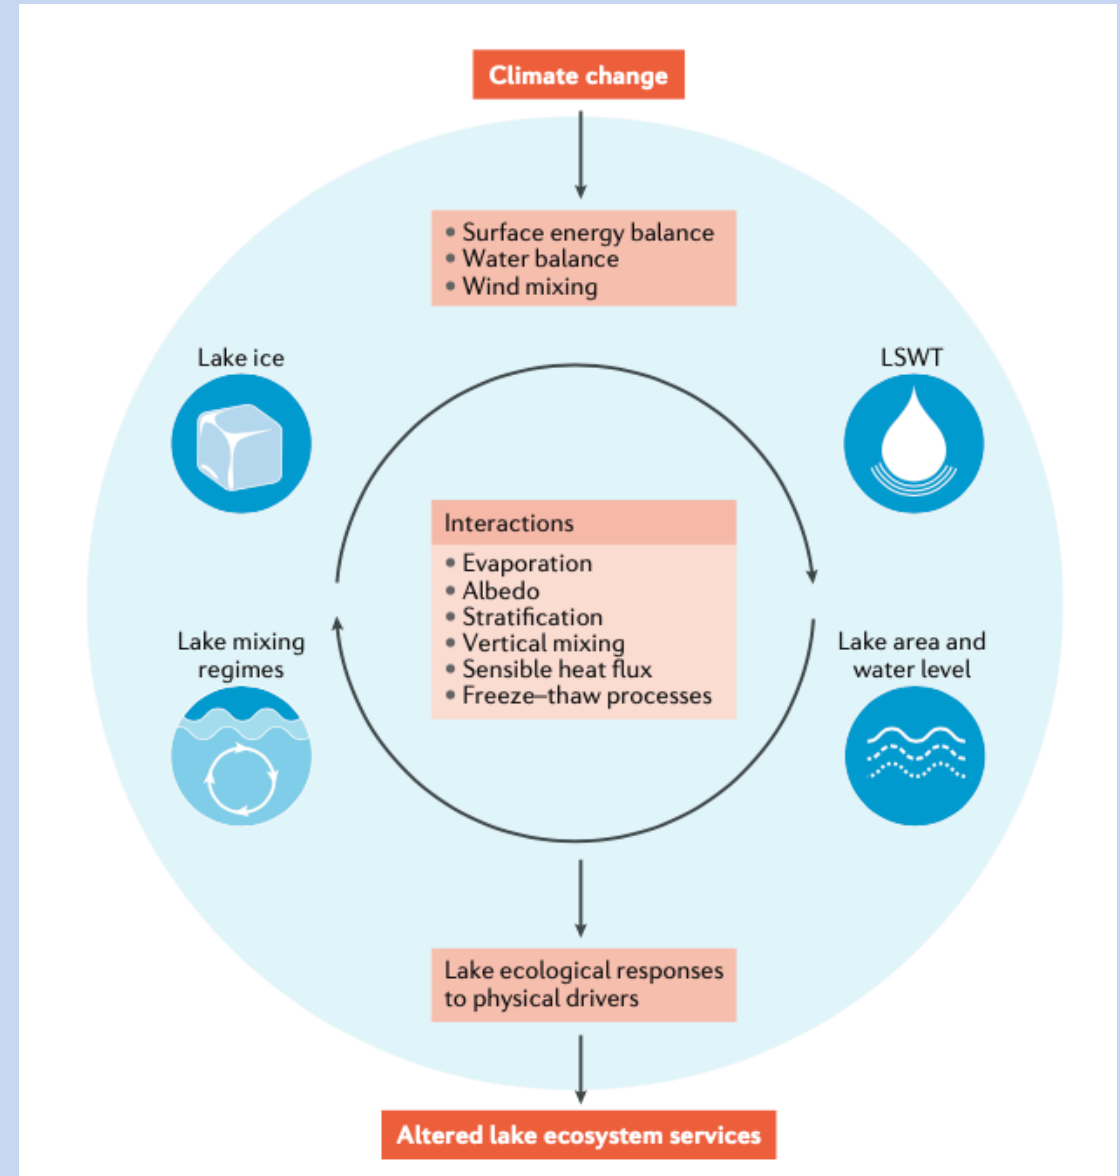 Climate change
• Surface energy balance
• Water balance
• Wind mixing
Lake ice
LSWT
Interactions
• Evaporation
• Albedo
• Stratification
• Vertical mixing
• Sensible heat flux
• Freeze–thaw processes
Lake mixing
regimes
Lake area and
water level
Lake ecological responses
to physical drivers
Altered lake ecosystem services